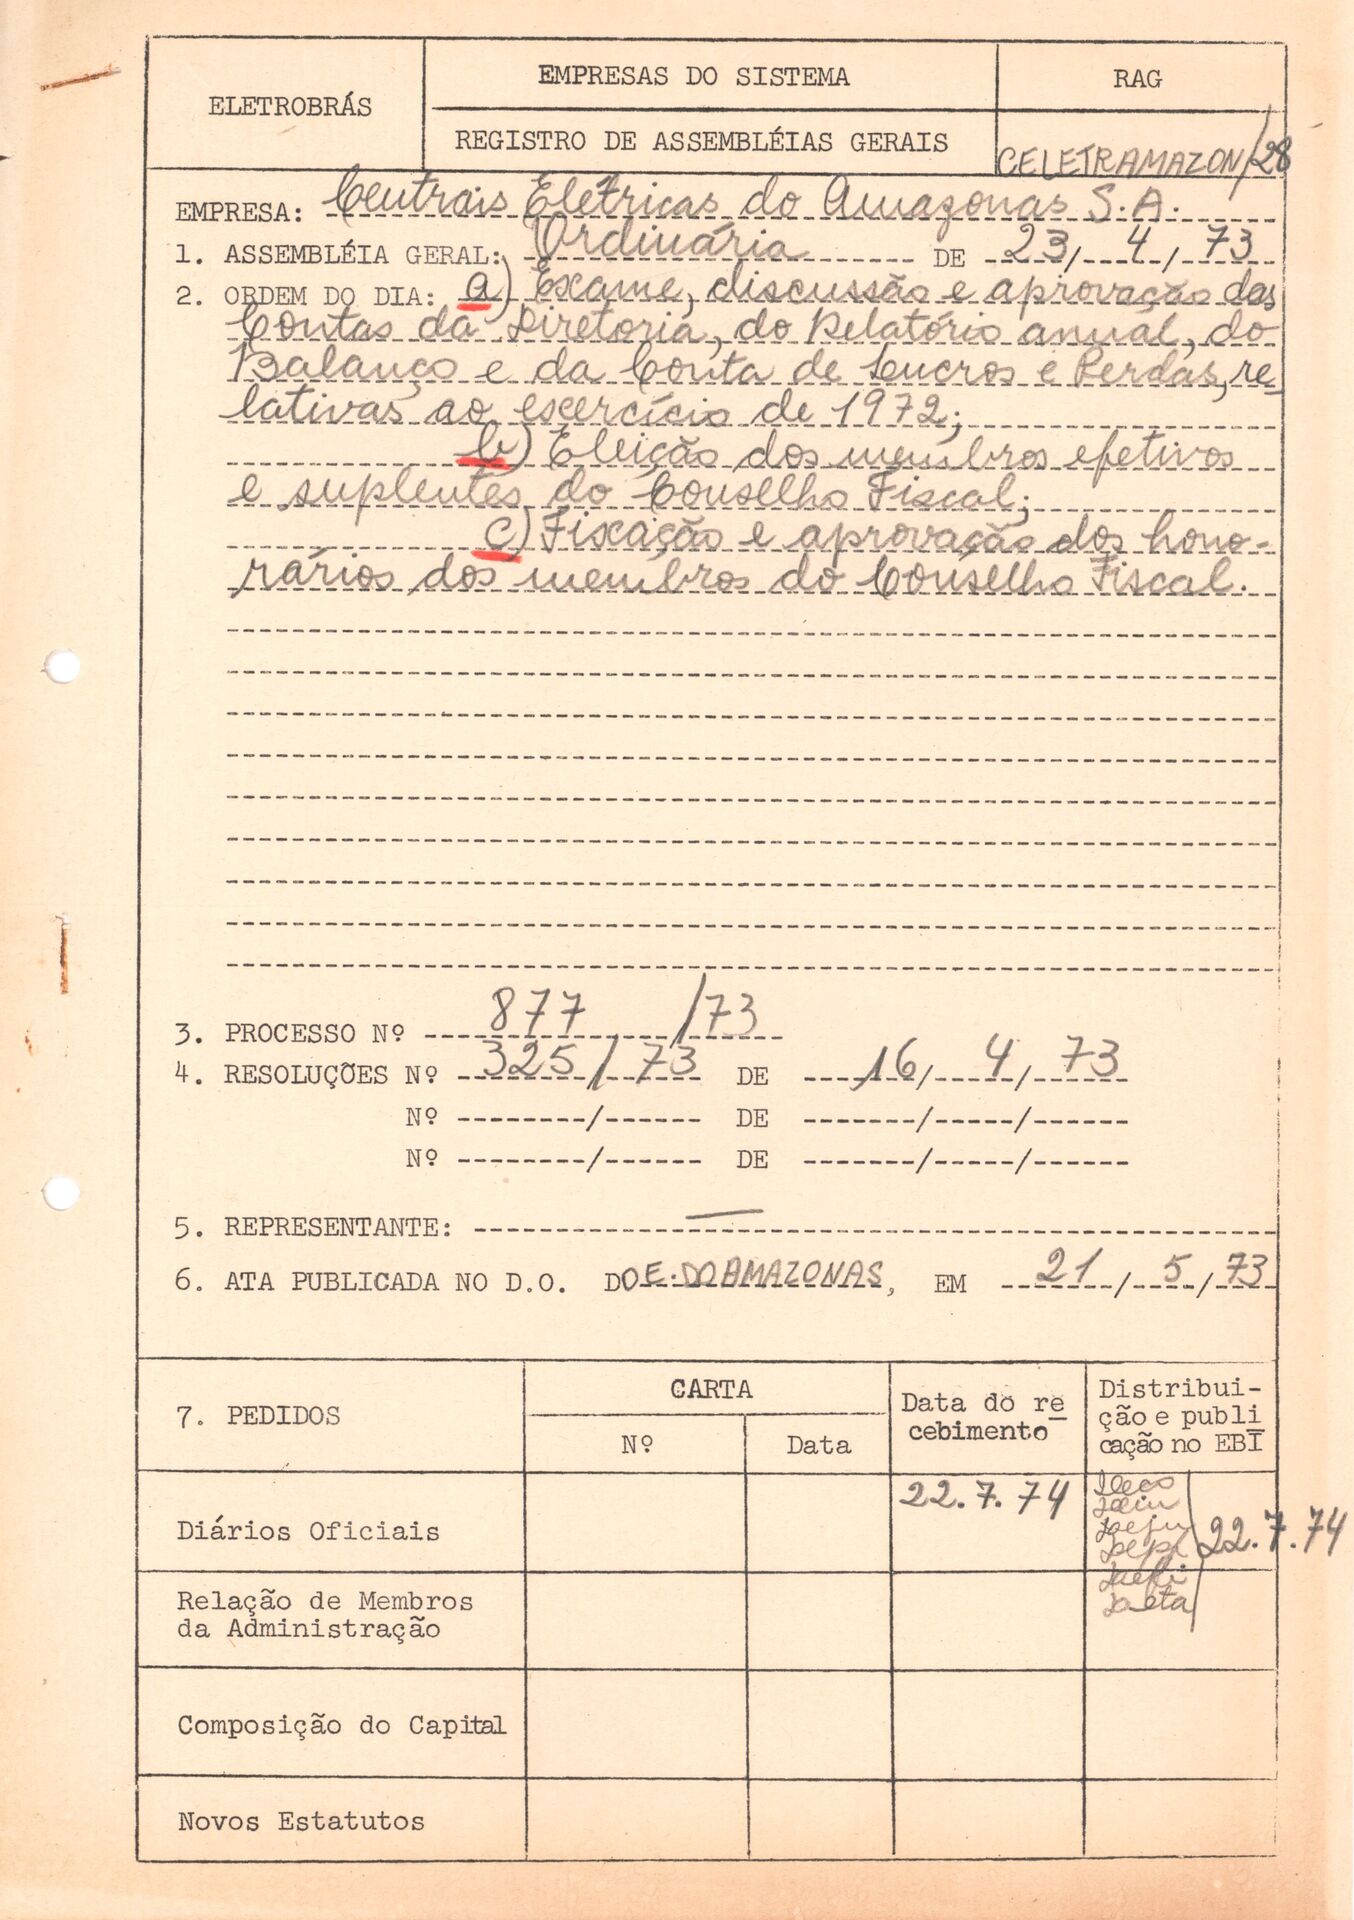 ELETROBRÁS
EMPRESAS DO SISTEMA
RAG
REGISTRO DE ASSEMBLÉIAS GERAIS
CELETRAMAZON/28
EMPRESA: Centrais Elétricas do Amazonas S.A.
1. ASSEMBLÉIA GERAL: Ordinária DE 23/4/73
2. ORDEM DO DIA: a) Exame, discussão e aprovação das
Contas da Diretoria, do Relatório anual, do
Balanço e da Conta de Lucros e Perdas, re
lativas ao exercício de 1972;
b) Eleição dos membros efetivos
e suplentes do Conselho Fiscal;
c) Fixação e aprovação dos hono-
rários dos membros do Conselho Fiscal.
3. PROCESSO Nº 877/73
4. RESOLUÇÕES Nº 325/73 DE 16/4/73
Nº --------/------ DE -------/-----/------
Nº --------/------ DE -------/-----/------
5. REPRESENTANTE: —
6. ATA PUBLICADA NO D.O. DO E. DO AMAZONAS, EM 21/5/73
7. PEDIDOS
CARTA
Nº
Data
Data do re
cebimento
Distribui-
ção e publi
cação no EBI
Diários Oficiais
22.7.74
22.7.74
Relação de Membros
da Administração
Composição do Capital
Novos Estatutos